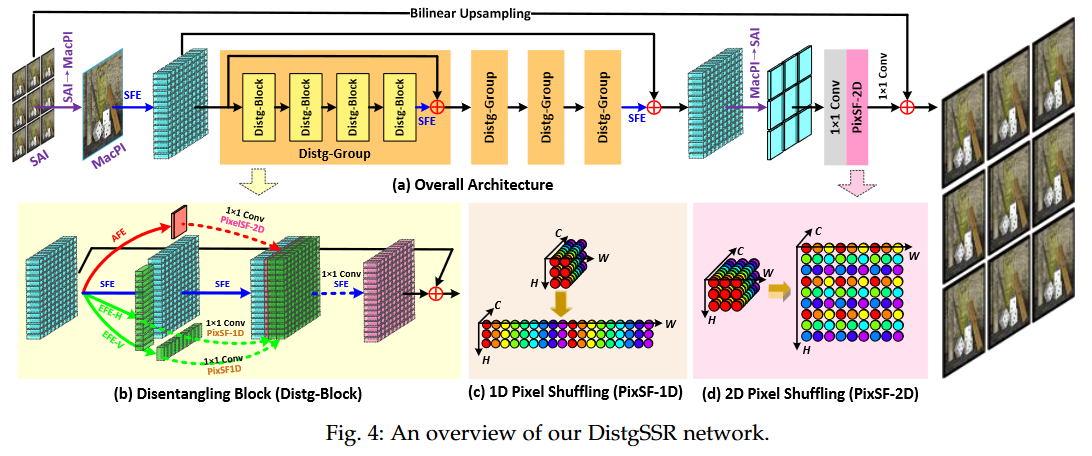 Bilinear Upsampling
SAI→MacPI
SFE
SAI
MacPI
Distg-Block
Distg-Block
Distg-Block
Distg-Block
SFE
Distg-Group
Distg-Group
Distg-Group
Distg-Group
SFE
MacPI→SAI
1×1 Conv
PixSF-2D
1×1 Conv
(a) Overall Architecture
AFE
1×1 Conv
PixelSF-2D
SFE
SFE
1×1 Conv
SFE
EFE-H
1×1 Conv
PixSF-1D
EFE-V
1×1 Conv
PixSF1D
(b) Disentangling Block (Distg-Block)
C
W
H
C
W
H
(c) 1D Pixel Shuffling (PixSF-1D)
C
W
H
C
W
H
(d) 2D Pixel Shuffling (PixSF-2D)
Fig. 4: An overview of our DistgSSR network.